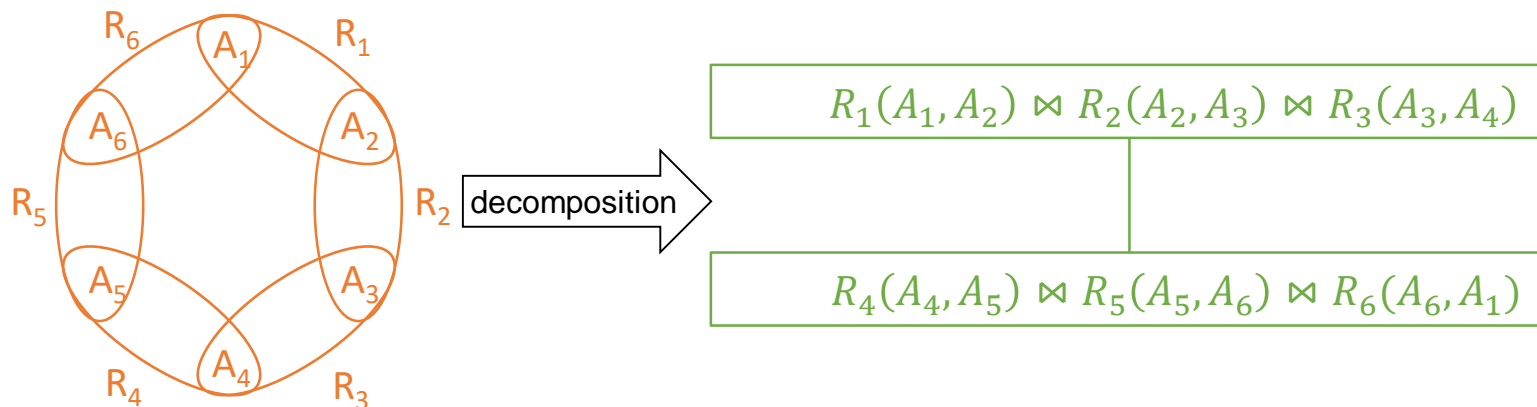 R₆
R₁
A₁
A₆
A₂
R₅
R₂
A₅
A₃
A₄
R₄
R₃
decomposition
R₁(A₁, A₂) ⋈ R₂(A₂, A₃) ⋈ R₃(A₃, A₄)
R₄(A₄, A₅) ⋈ R₅(A₅, A₆) ⋈ R₆(A₆, A₁)